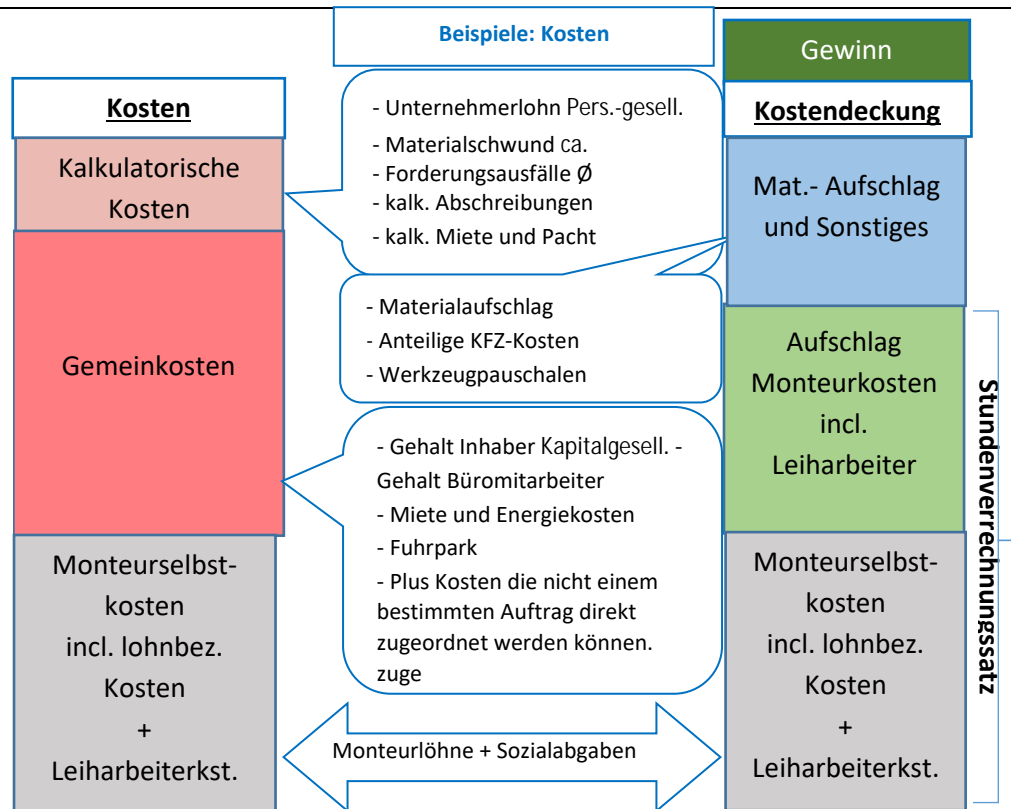 Beispiele: Kosten
Gewinn
Kosten
Kostendeckung
Kalkulatorische
Kosten
- Unternehmerlohn Pers.-gesell.
- Materialschwund ca.
- Forderungsausfälle Ø
- kalk. Abschreibungen
- kalk. Miete und Pacht
Mat.- Aufschlag
und Sonstiges
Gemeinkosten
- Materialaufschlag
- Anteilige KFZ-Kosten
- Werkzeugpauschalen
Aufschlag
Monteurkosten
incl.
Leiharbeiter
- Gehalt Inhaber Kapitalgesell. -
Gehalt Büromitarbeiter
- Miete und Energiekosten
- Fuhrpark
- Plus Kosten die nicht einem
bestimmten Auftrag direkt
zugeordnet werden können.
zuge
Stundenverrechnungssatz
Monteurselbst-
kosten
incl. lohnbez.
Kosten
+
Leiharbeiterkst.
Monteurlöhne + Sozialabgaben
Monteurselbst-
kosten
incl. lohnbez.
Kosten
+
Leiharbeiterkst.